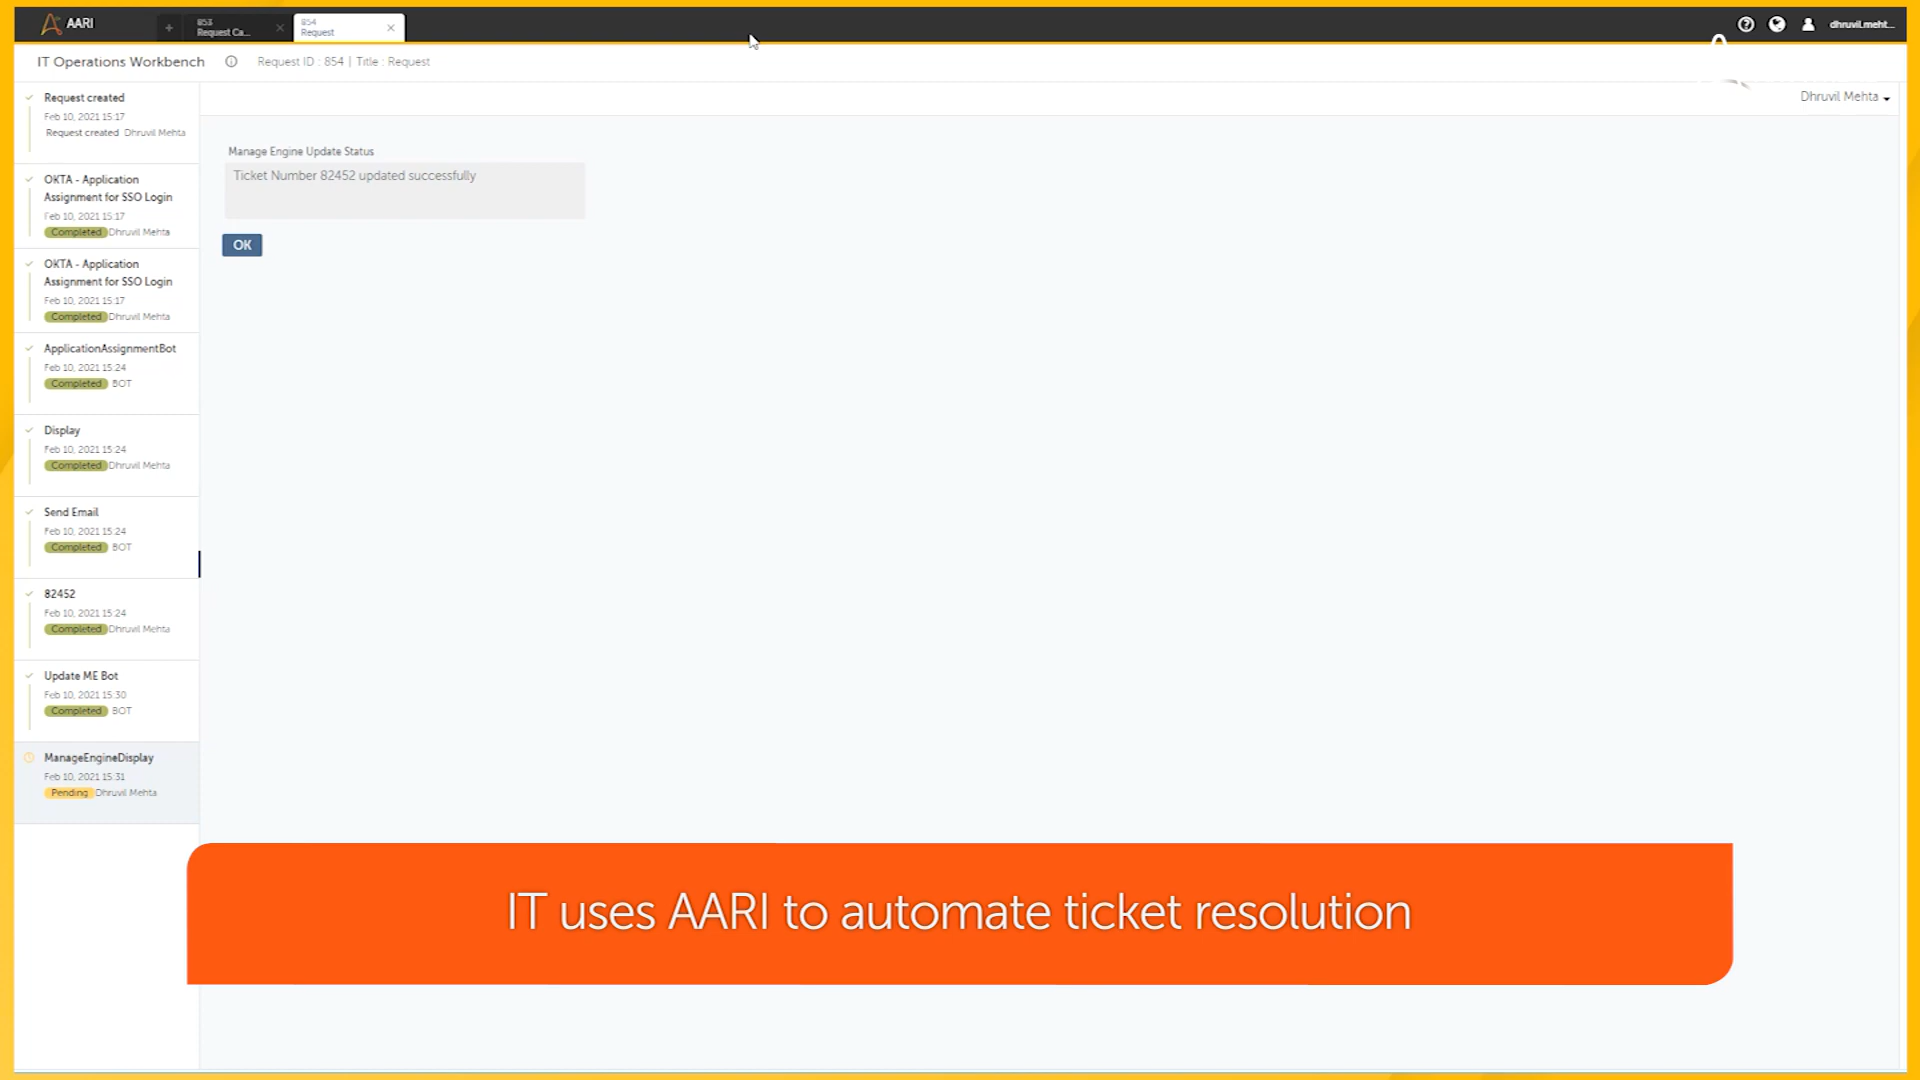 AARI
853
Request Ca...
854
Request
dhruvil.meht...
IT Operations Workbench
Request ID : 854 | Title : Request
Dhruvil Mehta
Request created
Feb 10, 2021 15:17
Request created Dhruvil Mehta
OKTA - Application
Assignment for SSO Login
Feb 10, 2021 15:17
Completed Dhruvil Mehta
OKTA - Application
Assignment for SSO Login
Feb 10, 2021 15:17
Completed Dhruvil Mehta
ApplicationAssignmentBot
Feb 10, 2021 15:24
Completed BOT
Display
Feb 10, 2021 15:24
Completed Dhruvil Mehta
Send Email
Feb 10, 2021 15:24
Completed BOT
82452
Feb 10, 2021 15:24
Completed Dhruvil Mehta
Update ME Bot
Feb 10, 2021 15:30
Completed BOT
ManageEngineDisplay
Feb 10, 2021 15:31
Pending Dhruvil Mehta
Manage Engine Update Status
Ticket Number 82452 updated successfully
OK
IT uses AARI to automate ticket resolution